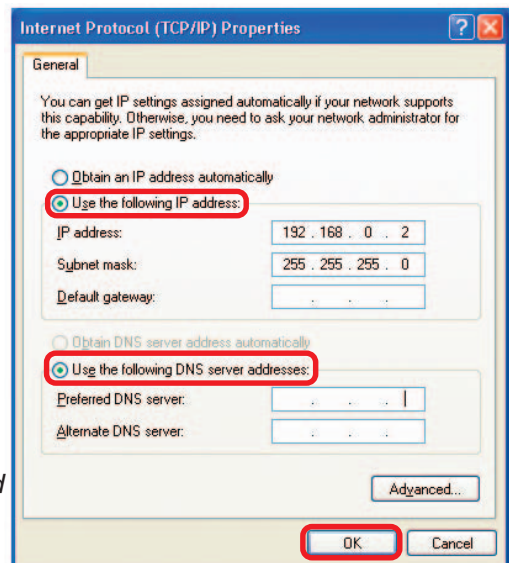 Internet Protocol (TCP/IP) Properties
General
You can get IP settings assigned automatically if your network supports
this capability. Otherwise, you need to ask your network administrator for
the appropriate IP settings.
Obtain an IP address automatically
Use the following IP address:
IP address: 192 . 168 . 0 . 2
Subnet mask: 255 . 255 . 255 . 0
Default gateway: . . .
Obtain DNS server address automatically
Use the following DNS server addresses:
Preferred DNS server: . . .
Alternate DNS server: . . .
Advanced...
OK Cancel